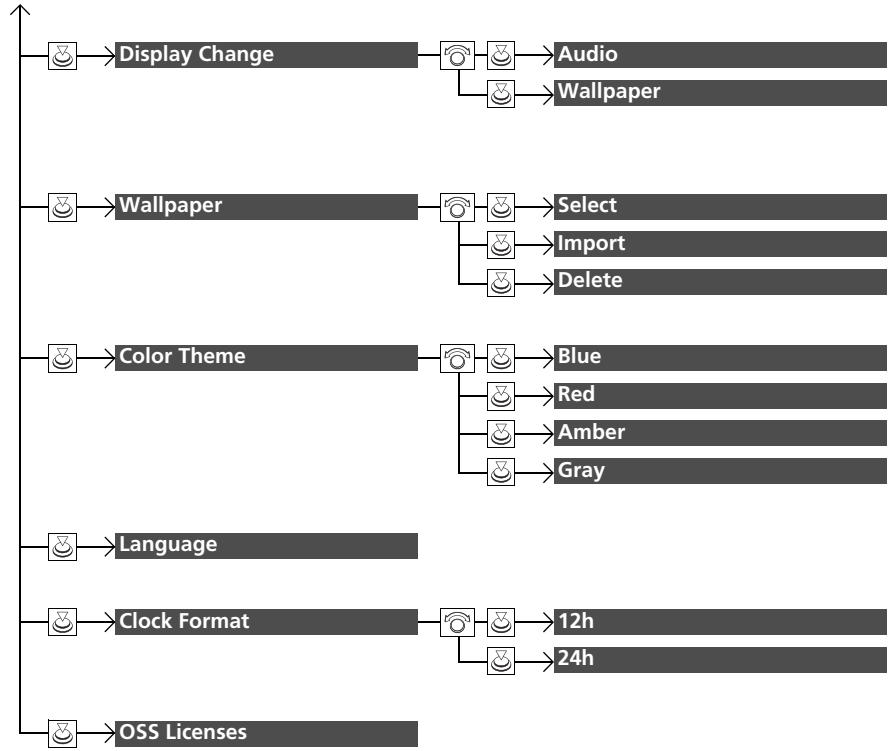 Display Change
Audio
Wallpaper
Wallpaper
Select
Import
Delete
Color Theme
Blue
Red
Amber
Gray
Language
Clock Format
12h
24h
OSS Licenses